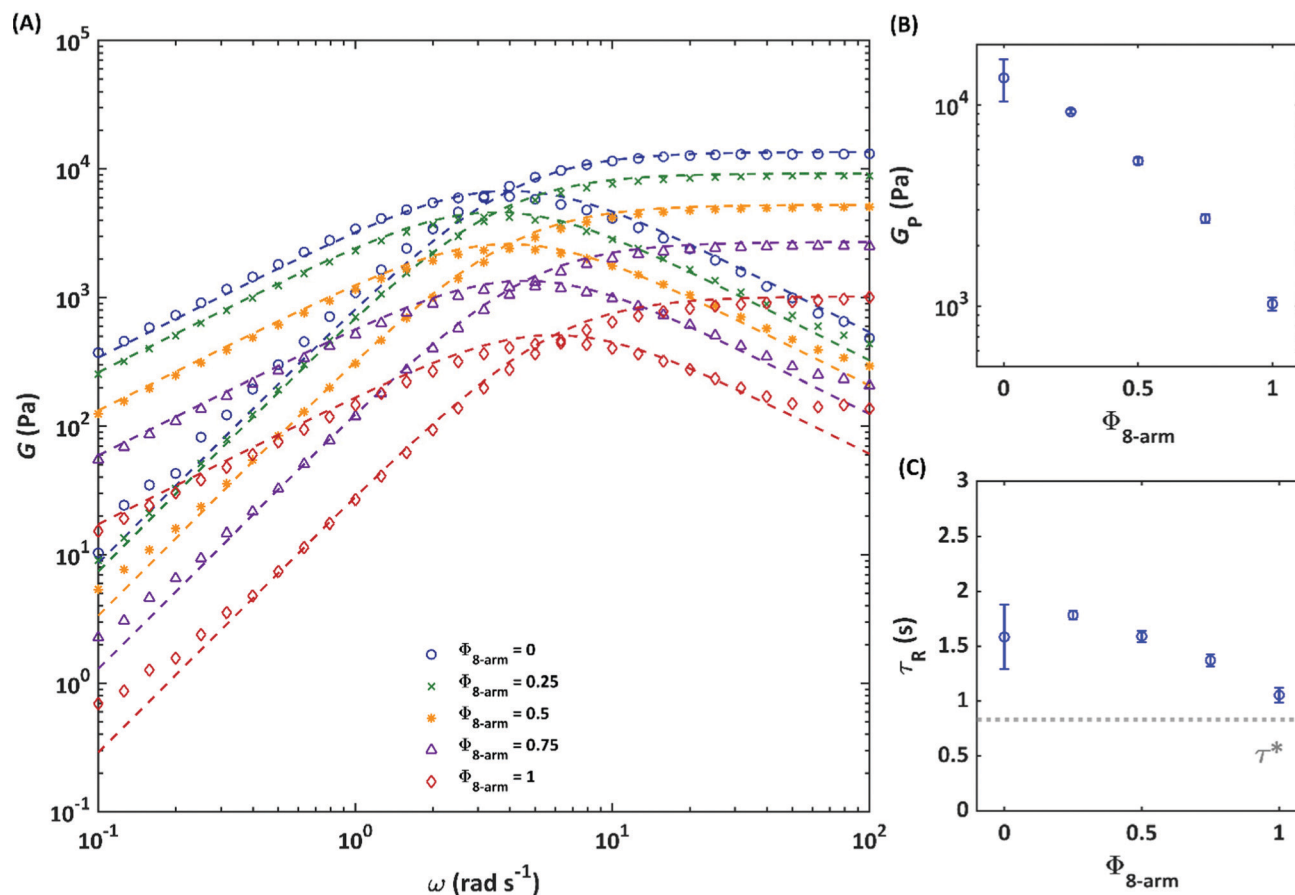 (A)
10^5
10^4
10^3
10^2
10^1
10^0
10^-1
G (Pa)
Φ8-arm = 0
Φ8-arm = 0.25
Φ8-arm = 0.5
Φ8-arm = 0.75
Φ8-arm = 1
10^-1 10^0 10^1 10^2
ω (rad s^-1)
(B)
10^4
10^3
G_P (Pa)
0 0.5 1
Φ8-arm
(C)
3
2.5
2
1.5
1
0.5
0
τ_R (s)
τ*
0 0.5 1
Φ8-arm